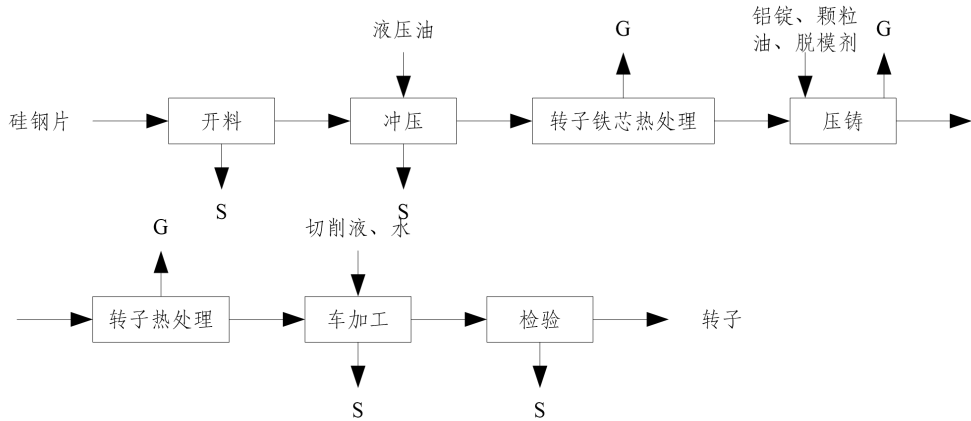 液压油
G
铝锭、颗粒
油、脱模剂
G
硅钢片
开料
冲压
转子铁芯热处理
压铸
S
S
G
切削液、水
转子热处理
车加工
检验
转子
S
S